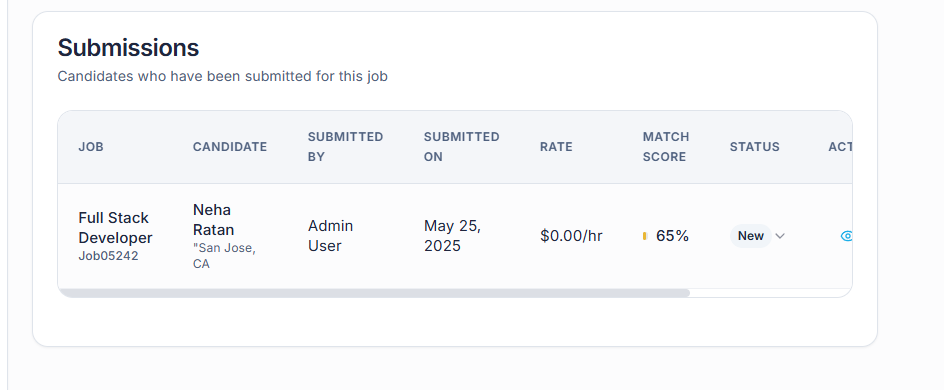 Submissions
Candidates who have been submitted for this job
JOB
CANDIDATE
SUBMITTED
BY
SUBMITTED
ON
RATE
MATCH
SCORE
STATUS
ACT
Full Stack
Developer
Job05242
Neha
Ratan
"San Jose,
CA
Admin
User
May 25,
2025
$0.00/hr
65%
New